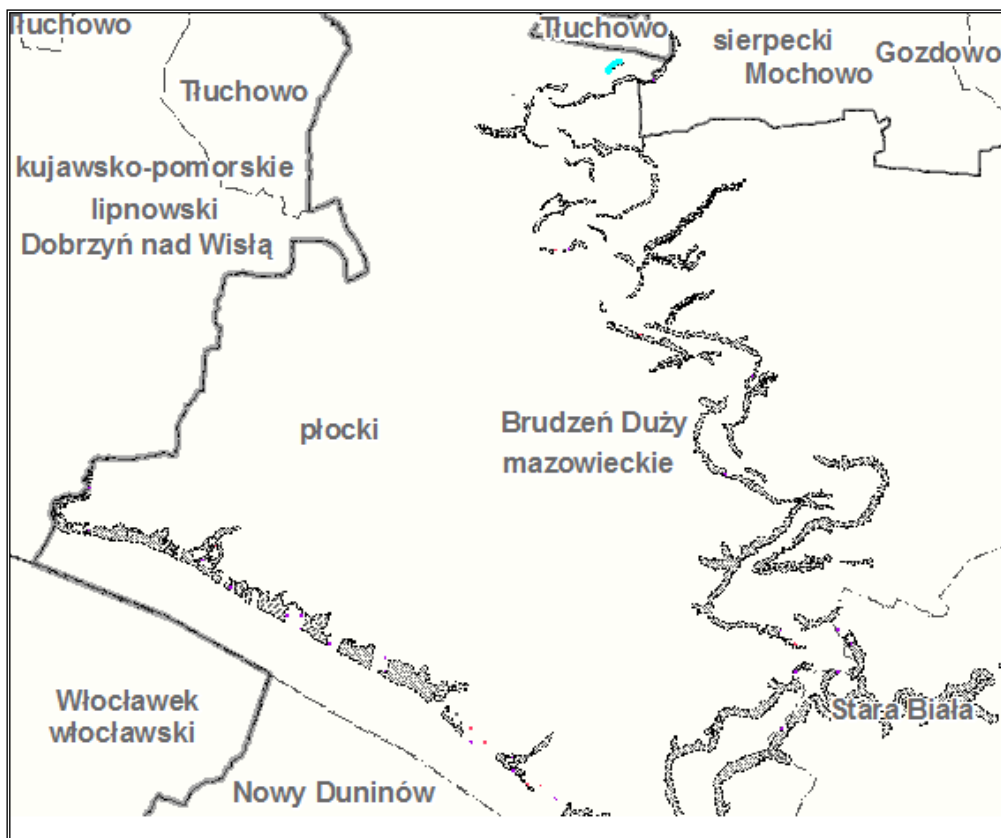 Tłuchowo
Tłuchowo
sierpecki
Gozdowo
Mochowo
Tłuchowo
kujawsko-pomorskie
lipnowski
Dobrzyń nad Wisłą
płocki
Brudzeń Duży
mazowieckie
Włocławek
włocławski
Stara Biała
Nowy Duninów